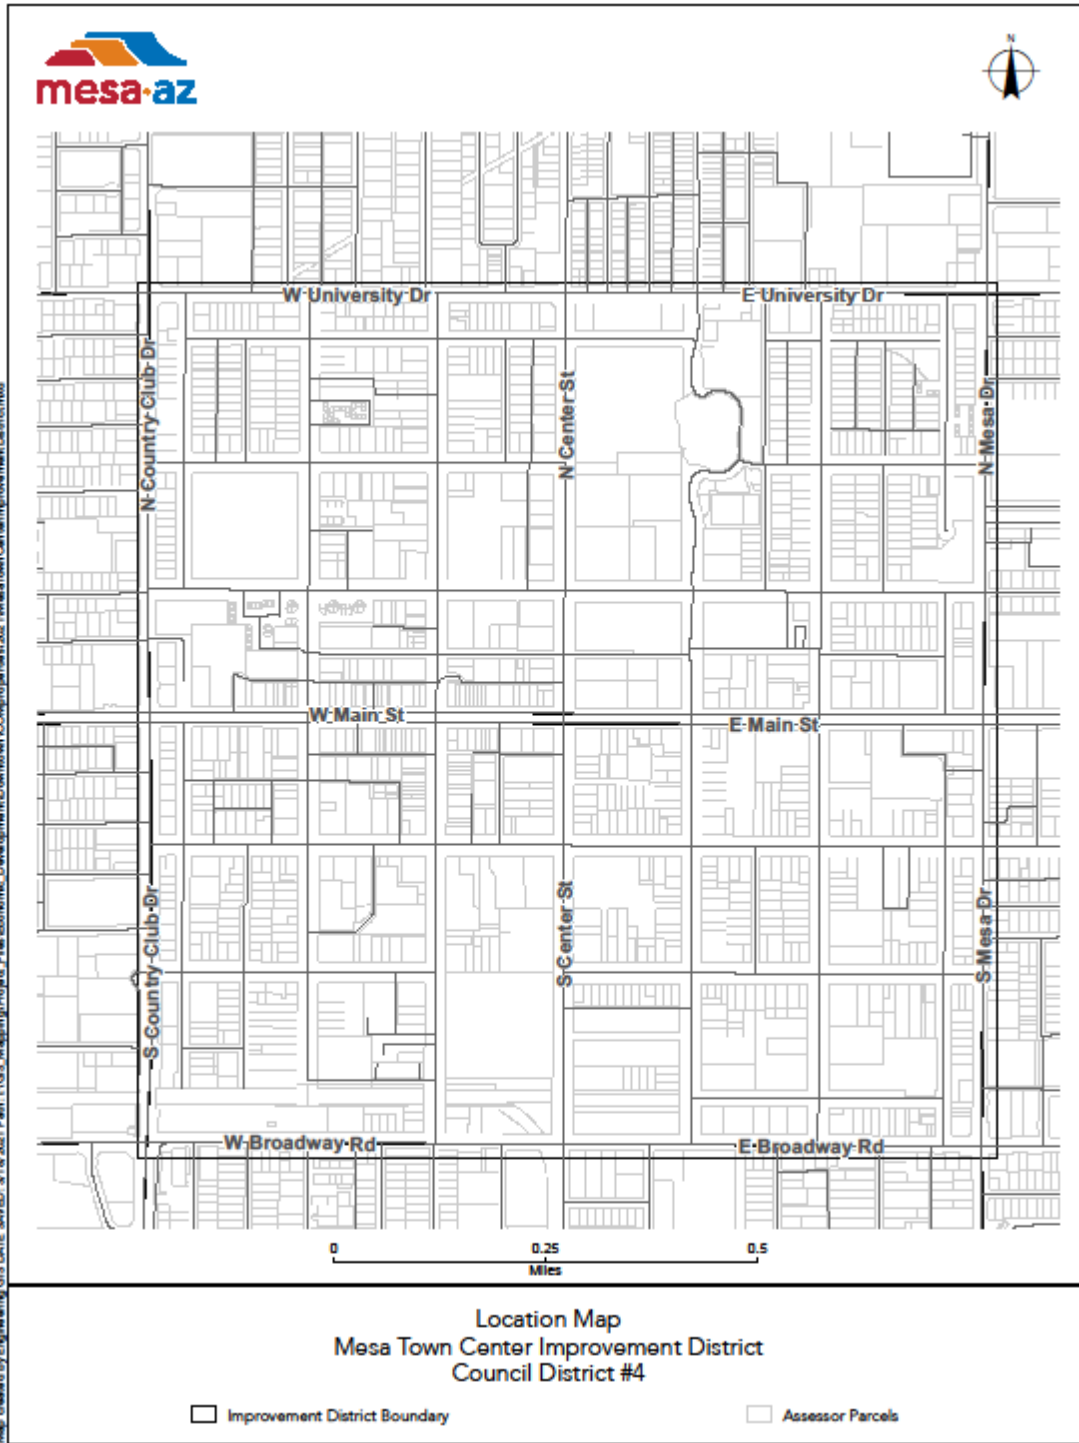 mesa·az
N
W University Dr
E University Dr
N Country Club Dr
N Center St
N Mesa Dr
W Main St
E Main St
S Country Club Dr
S Center St
S Mesa Dr
W Broadway Rd
E Broadway Rd
0 0.25 0.5
Miles
Location Map
Mesa Town Center Improvement District
Council District #4
Improvement District Boundary
Assessor Parcels